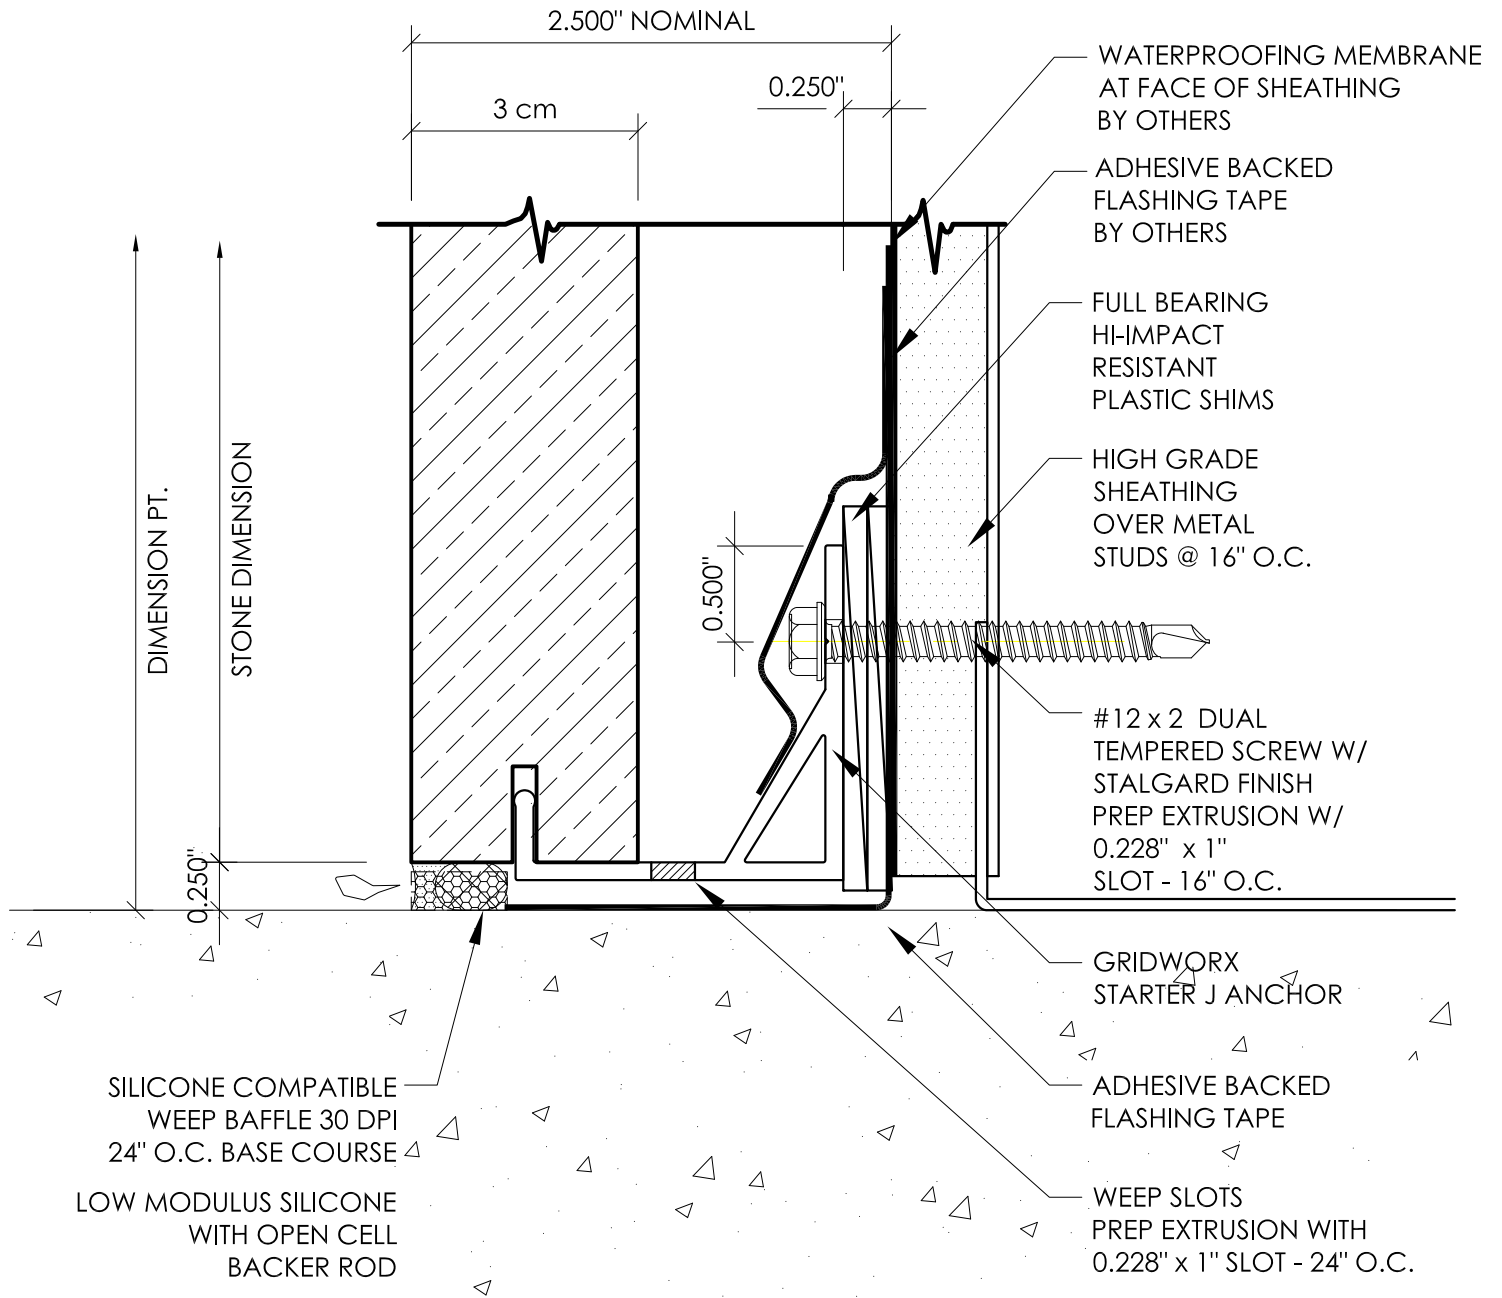 2.500" NOMINAL
3 cm
0.250"
WATERPROOFING MEMBRANE
AT FACE OF SHEATHING
BY OTHERS
ADHESIVE BACKED
FLASHING TAPE
BY OTHERS
FULL BEARING
HI-IMPACT
RESISTANT
PLASTIC SHIMS
HIGH GRADE
SHEATHING
OVER METAL
STUDS @ 16" O.C.
DIMENSION PT.
STONE DIMENSION
0.500"
0.250"
#12 x 2 DUAL
TEMPERED SCREW W/
STALGARD FINISH
PREP EXTRUSION W/
0.228" x 1"
SLOT - 16" O.C.
GRIDWORX
STARTER J ANCHOR
ADHESIVE BACKED
FLASHING TAPE
WEEP SLOTS
PREP EXTRUSION WITH
0.228" x 1" SLOT - 24" O.C.
SILICONE COMPATIBLE
WEEP BAFFLE 30 DPI
24" O.C. BASE COURSE
LOW MODULUS SILICONE
WITH OPEN CELL
BACKER ROD